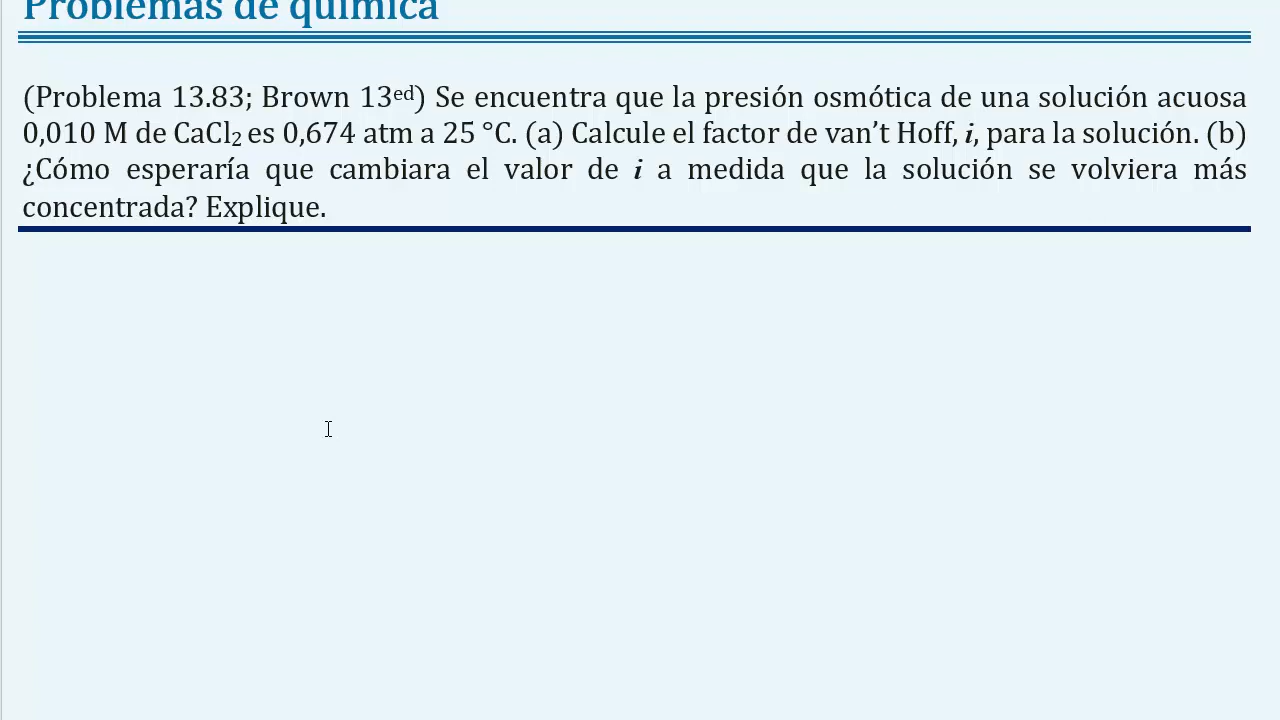 Problemas de química
(Problema 13.83; Brown 13ed) Se encuentra que la presión osmótica de una solución acuosa
0,010 M de CaCl2 es 0,674 atm a 25 °C. (a) Calcule el factor de van’t Hoff, i, para la solución. (b)
¿Cómo esperaría que cambiara el valor de i a medida que la solución se volviera más
concentrada? Explique.